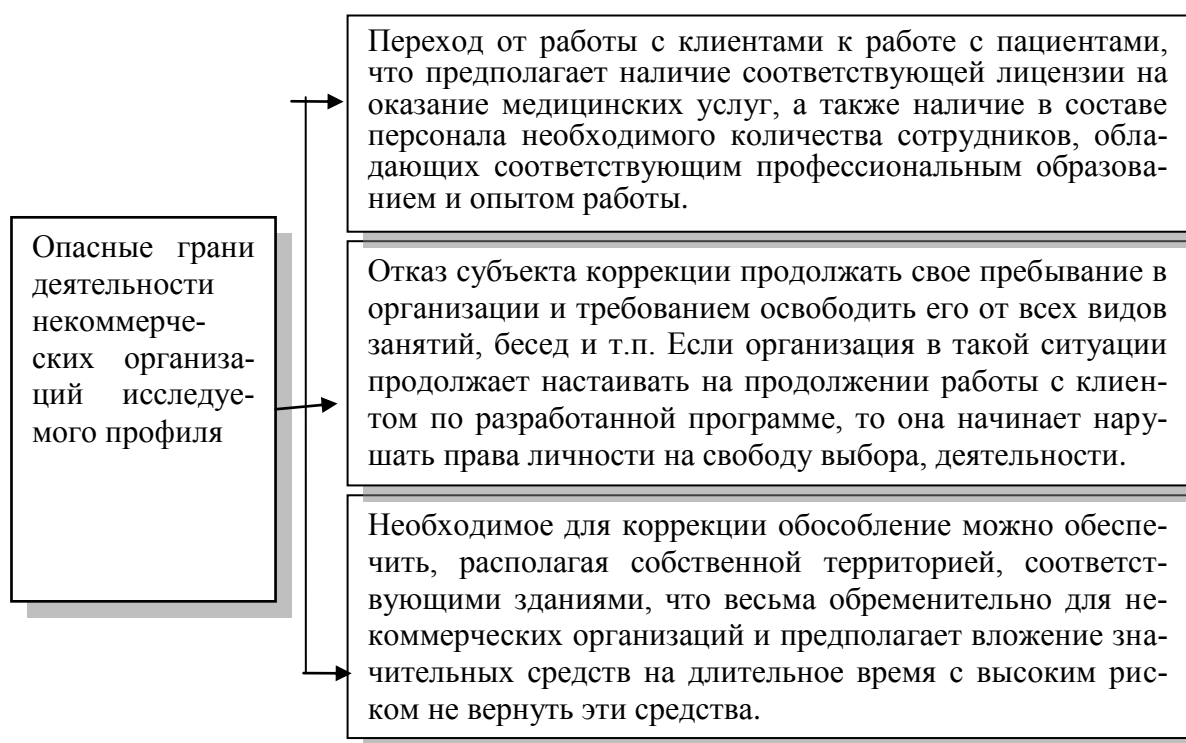 Опасные грани
деятельности
некоммерче-
ских организа-
ций исследуе-
мого профиля
Переход от работы с клиентами к работе с пациентами,
что предполагает наличие соответствующей лицензии на
оказание медицинских услуг, а также наличие в составе
персонала необходимого количества сотрудников, обла-
дающих соответствующим профессиональным образова-
нием и опытом работы.
Отказ субъекта коррекции продолжать свое пребывание в
организации и требованием освободить его от всех видов
занятий, бесед и т.п. Если организация в такой ситуации
продолжает настаивать на продолжении работы с клиен-
том по разработанной программе, то она начинает нару-
шать права личности на свободу выбора, деятельности.
Необходимое для коррекции обособление можно обеспе-
чить, располагая собственной территорией, соответст-
вующими зданиями, что весьма обременительно для не-
коммерческих организаций и предполагает вложение зна-
чительных средств на длительное время с высоким рис-
ком не вернуть эти средства.